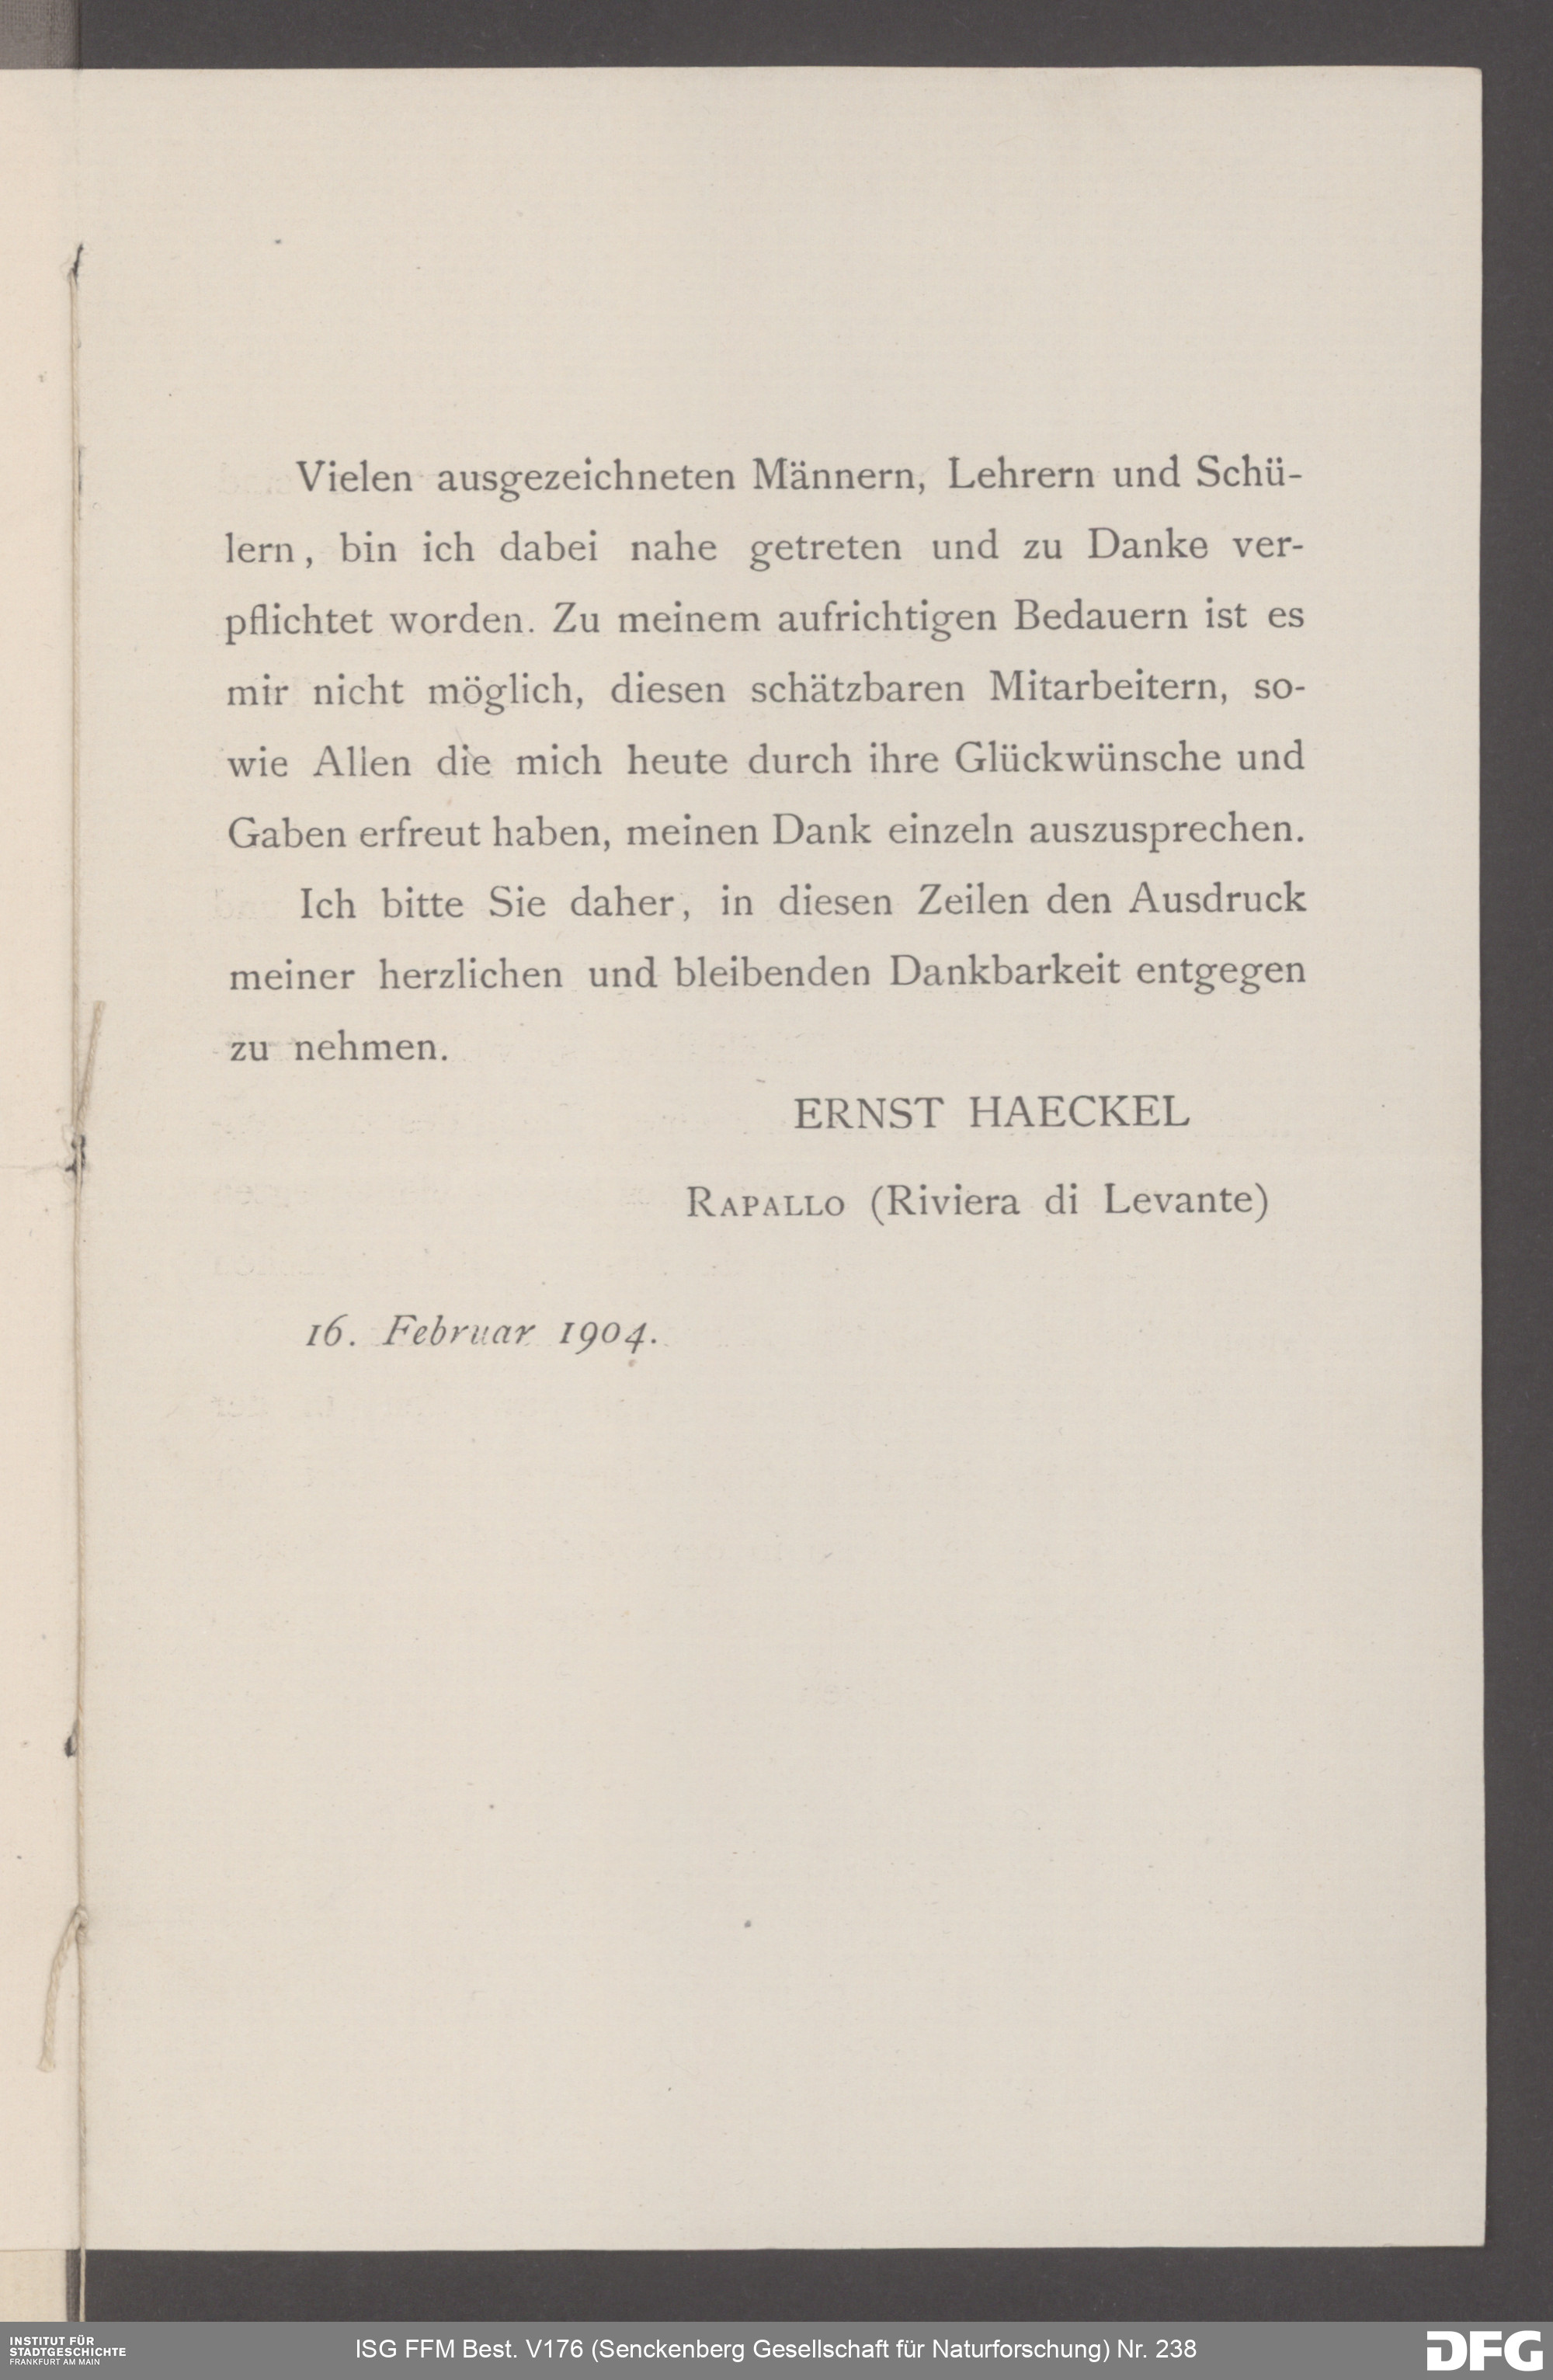 Vielen ausgezeichneten Männern, Lehrern und Schü-
lern, bin ich dabei nahe getreten und zu Danke ver-
pflichtet worden. Zu meinem aufrichtigen Bedauern ist es
mir nicht möglich, diesen schätzbaren Mitarbeitern, so-
wie Allen die mich heute durch ihre Glückwünsche und
Gaben erfreut haben, meinen Dank einzeln auszusprechen.
Ich bitte Sie daher, in diesen Zeilen den Ausdruck
meiner herzlichen und bleibenden Dankbarkeit entgegen
zu nehmen.
ERNST HAECKEL
RAPALLO (Riviera di Levante)
16. Februar 1904.
INSTITUT FÜR
STADTGESCHICHTE
FRANKFURT AM MAIN
ISG FFM Best. V176 (Senckenberg Gesellschaft für Naturforschung) Nr. 238
DFG